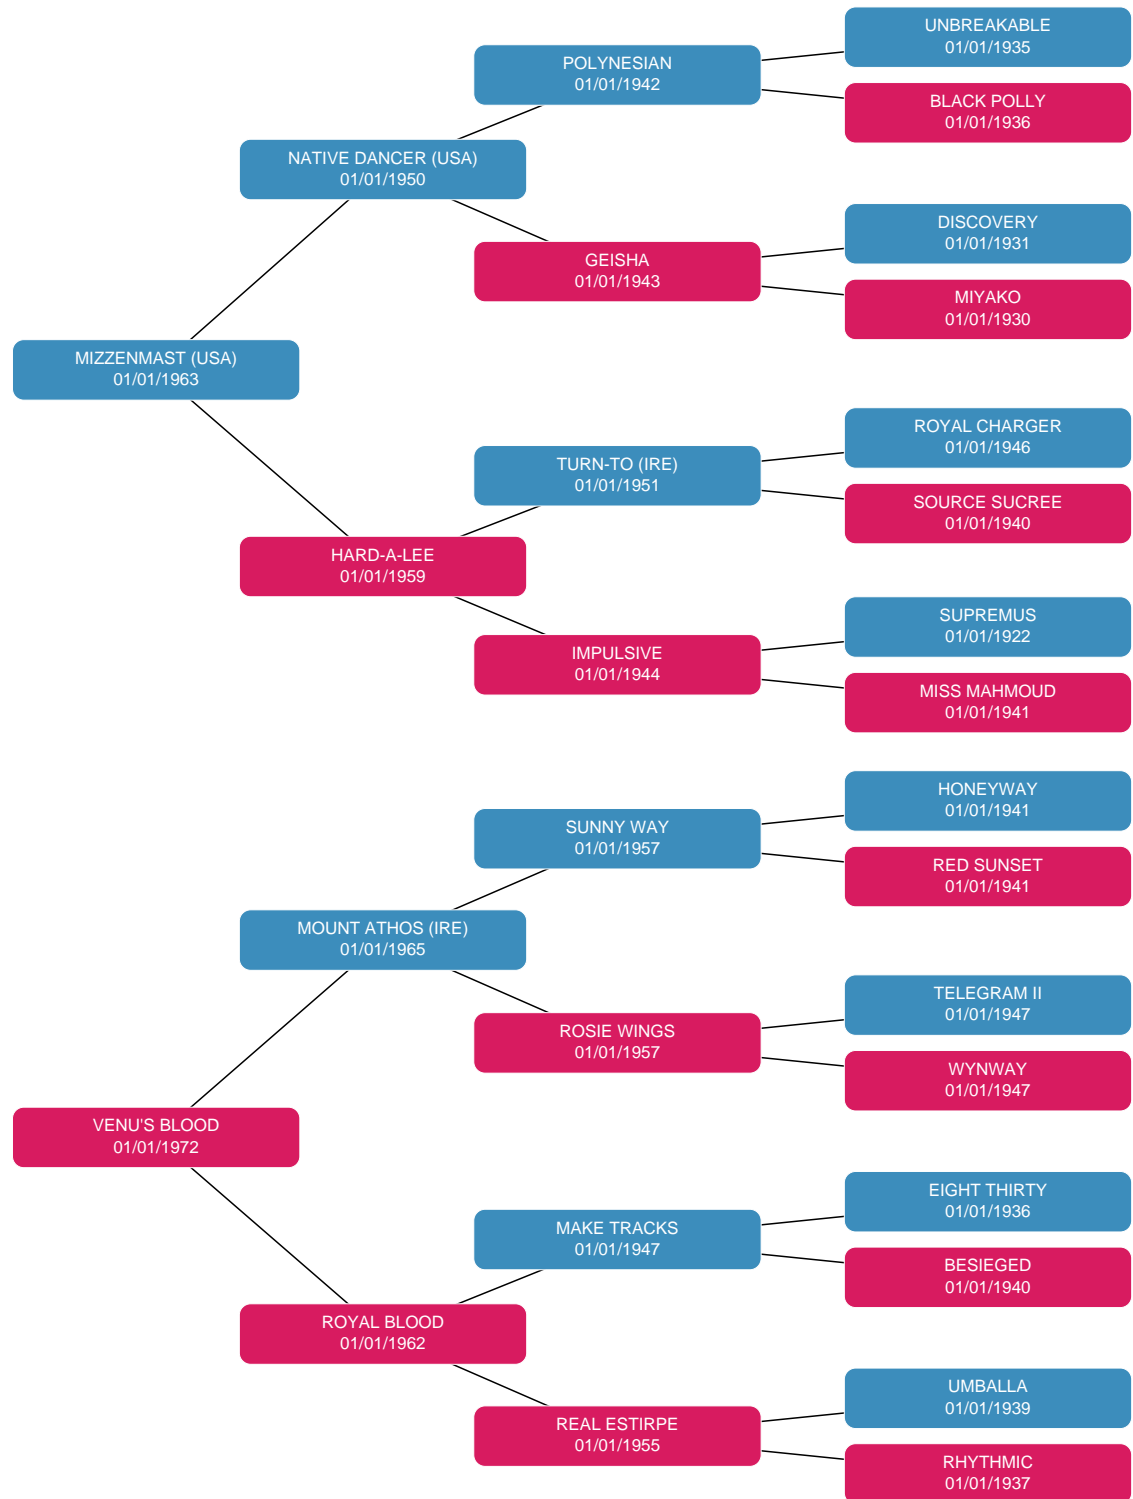 UNBREAKABLE
01/01/1935
POLYNESIAN
01/01/1942
BLACK POLLY
01/01/1936
NATIVE DANCER (USA)
01/01/1950
DISCOVERY
01/01/1931
GEISHA
01/01/1943
MIYAKO
01/01/1930
MIZZENMAST (USA)
01/01/1963
ROYAL CHARGER
01/01/1946
TURN-TO (IRE)
01/01/1951
SOURCE SUCREE
01/01/1940
HARD-A-LEE
01/01/1959
SUPREMUS
01/01/1922
IMPULSIVE
01/01/1944
MISS MAHMOUD
01/01/1941
HONEYWAY
01/01/1941
SUNNY WAY
01/01/1957
RED SUNSET
01/01/1941
MOUNT ATHOS (IRE)
01/01/1965
TELEGRAM II
01/01/1947
ROSIE WINGS
01/01/1957
WYNWAY
01/01/1947
VENU'S BLOOD
01/01/1972
EIGHT THIRTY
01/01/1936
MAKE TRACKS
01/01/1947
BESIEGED
01/01/1940
ROYAL BLOOD
01/01/1962
UMBALLA
01/01/1939
REAL ESTIRPE
01/01/1955
RHYTHMIC
01/01/1937